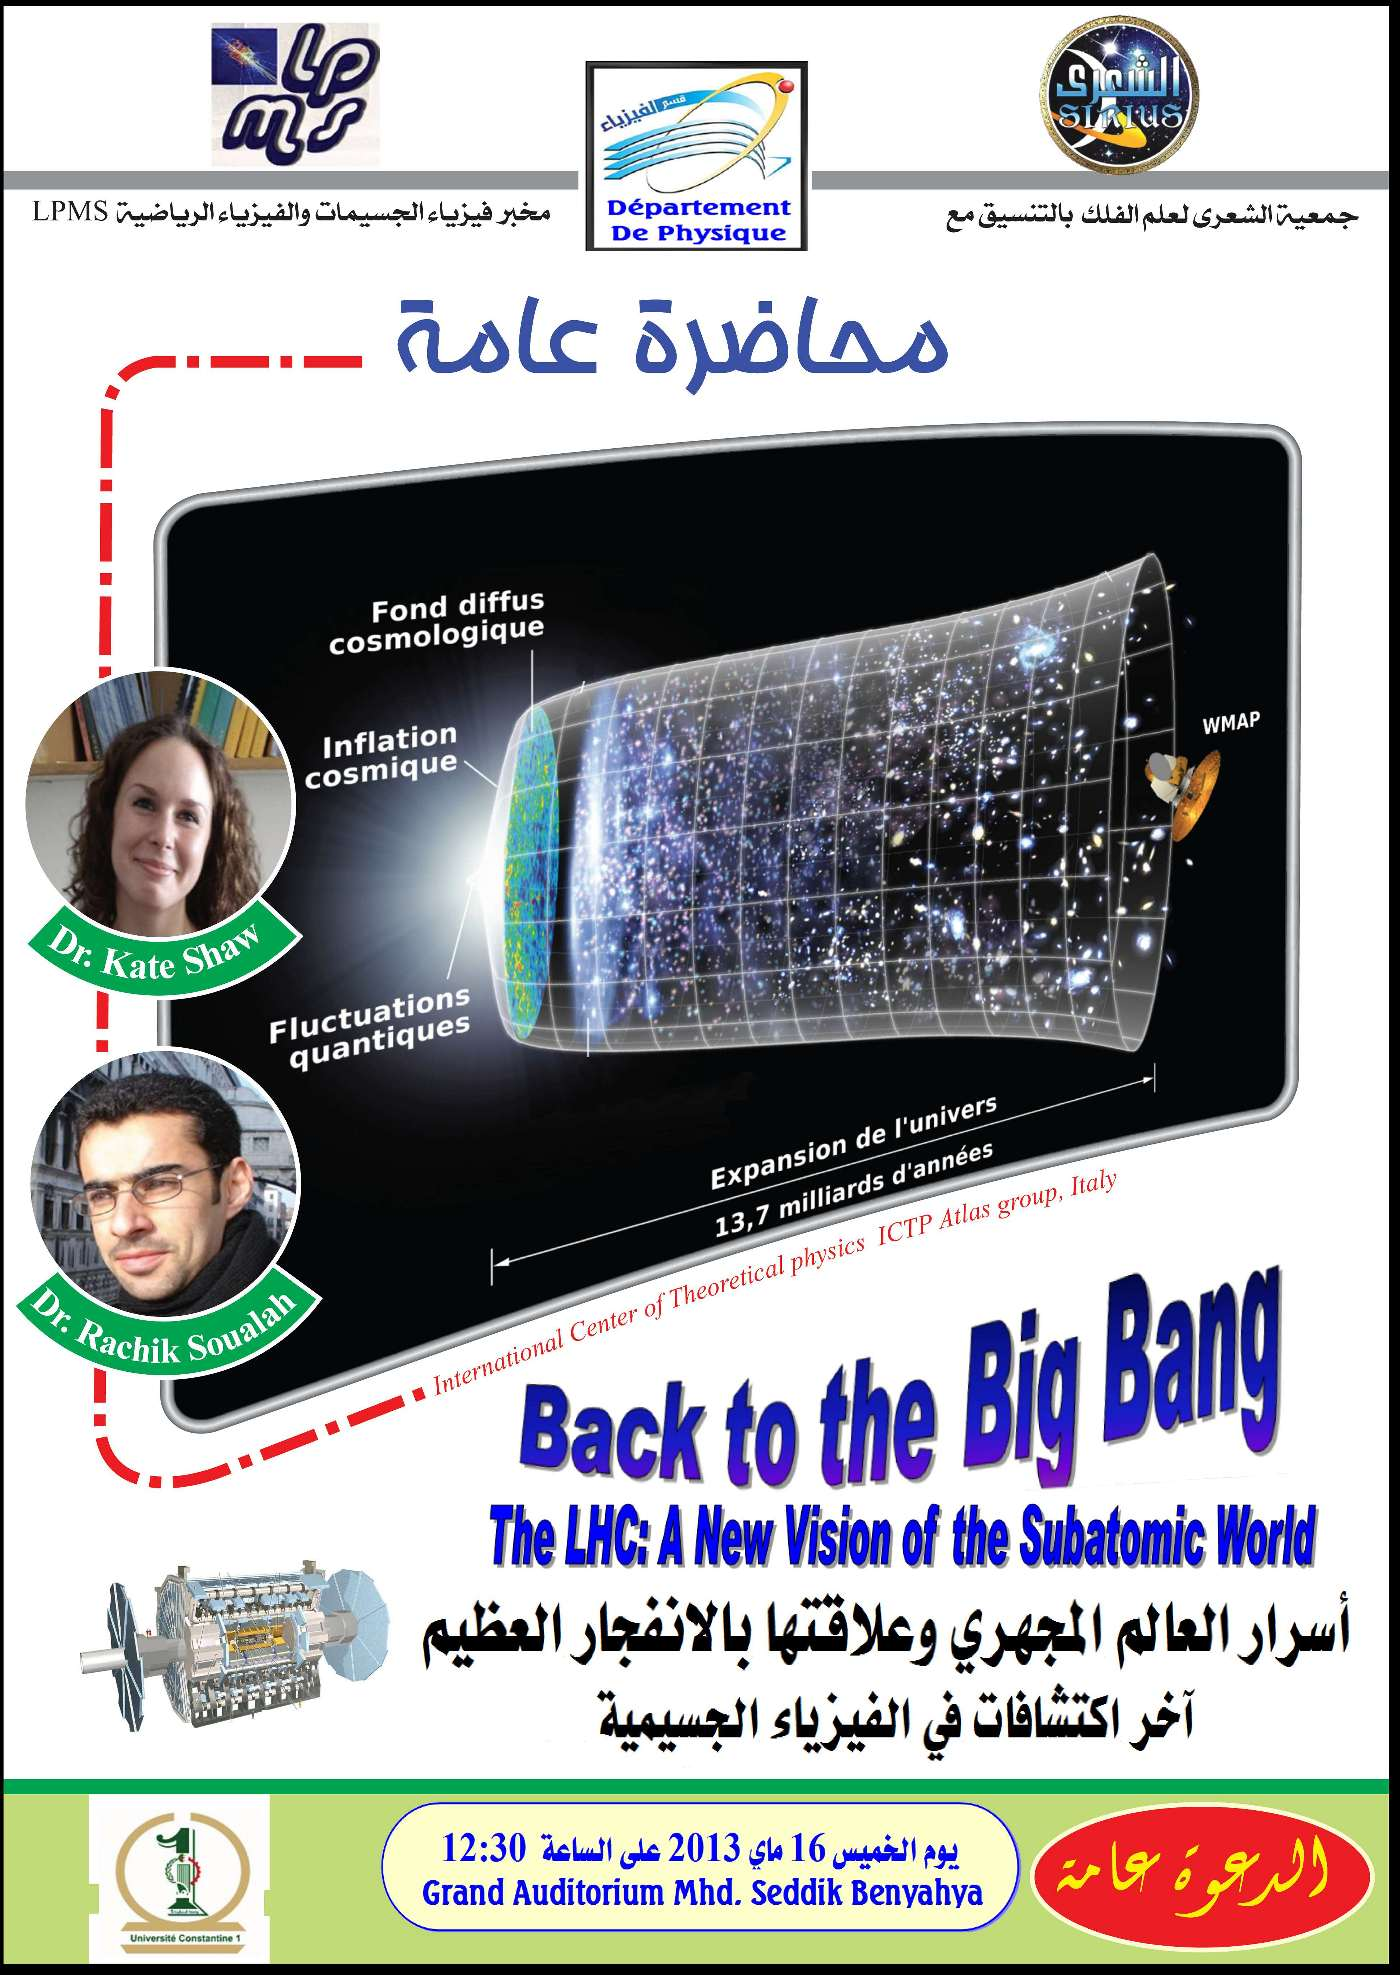 LPMS
الشعرى
SIRIUS
قسم الفيزياء
Département
De Physique
جمعية الشعرى لعلم الفلك بالتنسيق مع
مخبر فيزياء الجسيمات والفيزياء الرياضية LPMS
محاضرة عامة
Fond diffus
cosmologique
Inflation
cosmique
WMAP
Fluctuations
quantiques
Expansion de l'univers
13,7 milliards d'années
Dr. Kate Shaw
Dr. Rachik Soualah
International Center of Theoretical physics ICTP Atlas group, Italy
Back to the Big Bang
The LHC: A New Vision of the Subatomic World
أسرار العالم المجهري وعلاقتها بالانفجار العظيم
آخر اكتشافات في الفيزياء الجسيمية
يوم الخميس 16 ماي 2013 على الساعة 12:30
Grand Auditorium Mhd. Seddik Benyahya
الدعوة عامة
1
Université Constantine 1